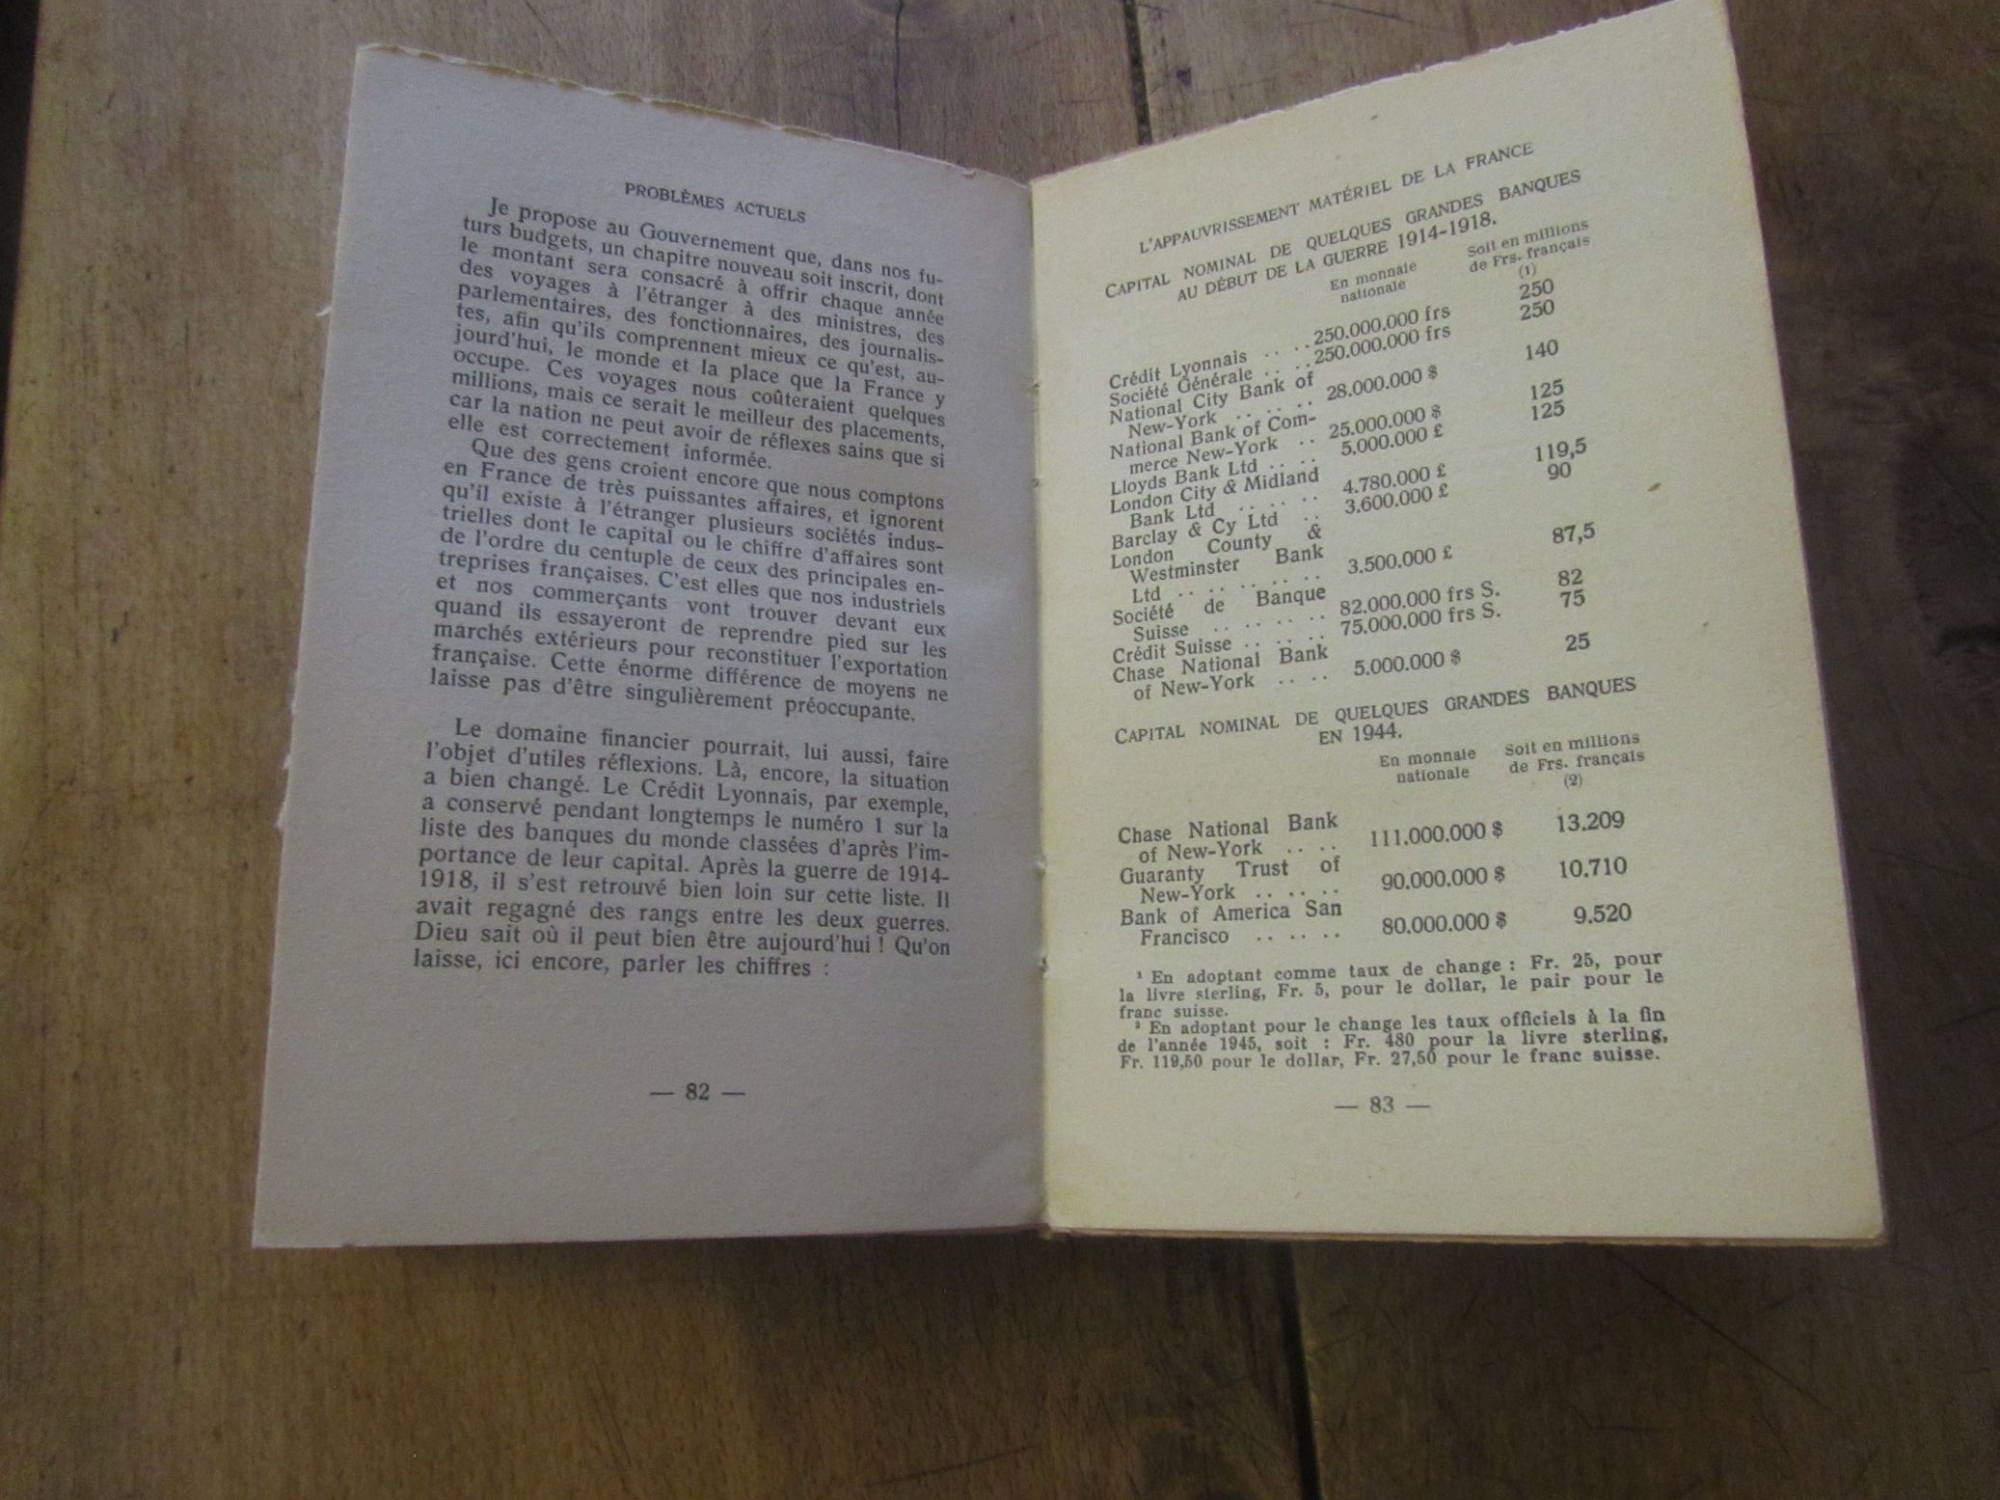 PROBLÈMES ACTUELS
Je propose au Gouvernement que, dans nos fu-
turs budgets, un chapitre nouveau soit inscrit, dont
le montant sera consacré à offrir chaque année
des voyages à l'étranger à des ministres, des
parlementaires, des fonctionnaires, des journalis-
tes, afin qu'ils comprennent mieux ce qu'est, au-
jourd'hui, le monde et la place que la France y
occupe. Ces voyages nous coûteraient quelques
millions, mais ce serait le meilleur des placements,
car la nation ne peut avoir de réflexes sains que si
elle est correctement informée.
Que des gens croient encore que nous comptons
en France de très puissantes affaires, et ignorent
qu'il existe à l'étranger plusieurs sociétés indus-
trielles dont le capital ou le chiffre d'affaires sont
de l'ordre du centuple de ceux des principales en-
treprises françaises. C'est elles que nos industriels
et nos commerçants vont trouver devant eux
quand ils essayeront de reprendre pied sur les
marchés extérieurs pour reconstituer l'exportation
française. Cette énorme différence de moyens ne
laisse pas d'être singulièrement préoccupante.
Le domaine financier pourrait, lui aussi, faire
l'objet d'utiles réflexions. Là, encore, la situation
a bien changé. Le Crédit Lyonnais, par exemple,
a conservé pendant longtemps le numéro 1 sur la
liste des banques du monde classées d'après l'im-
portance de leur capital. Après la guerre de 1914-
1918, il s'est retrouvé bien loin sur cette liste. Il
avait regagné des rangs entre les deux guerres.
Dieu sait où il peut bien être aujourd'hui ! Qu'on
laisse, ici encore, parler les chiffres :
— 82 —
L'APPAUVRISSEMENT MATÉRIEL DE LA FRANCE
CAPITAL NOMINAL DE QUELQUES GRANDES BANQUES
AU DÉBUT DE LA GUERRE 1914-1918.
En monnaie Soit en millions
nationale de Frs. français
(1)
Crédit Lyonnais .. .. 250.000.000 frs 250
Société Générale .. .. 250.000.000 frs 250
National City Bank of
New-York .. .. .. 28.000.000 $ 140
National Bank of Com-
merce New-York .. 25.000.000 $ 125
Lloyds Bank Ltd .. .. 5.000.000 £ 125
London City & Midland
Bank Ltd .. .. .. 4.780.000 £ 119,5
Barclay & Cy Ltd .. 3.600.000 £ 90
London County &
Westminster Bank
Ltd .. .. .. .. .. 3.500.000 £ 87,5
Société de Banque
Suisse .. .. .. .. 82.000.000 frs S. 82
Crédit Suisse .. .. .. 75.000.000 frs S. 75
Chase National Bank
of New-York .. .. 5.000.000 $ 25
CAPITAL NOMINAL DE QUELQUES GRANDES BANQUES
EN 1944.
En monnaie Soit en millions
nationale de Frs. français
(2)
Chase National Bank
of New-York .. .. 111.000.000 $ 13.209
Guaranty Trust of
New-York .. .. .. 90.000.000 $ 10.710
Bank of America San
Francisco .. .. .. 80.000.000 $ 9.520
¹ En adoptant comme taux de change : Fr. 25, pour
la livre sterling, Fr. 5, pour le dollar, le pair pour le
franc suisse.
² En adoptant pour le change les taux officiels à la fin
de l'année 1945, soit : Fr. 480 pour la livre sterling,
Fr. 119,50 pour le dollar, Fr. 27,50 pour le franc suisse.
— 83 —